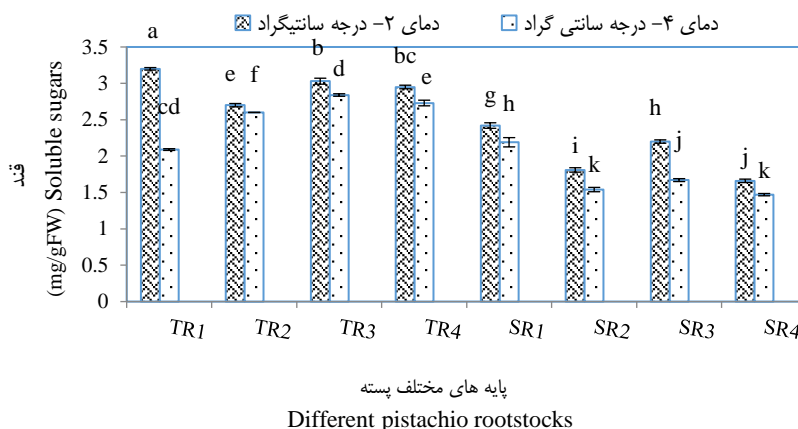 دمای ۲- درجه سانتیگراد دمای ۴- درجه سانتی گراد
قند
(mg/gFW) Soluble sugars
3.5
3
2.5
2
1.5
1
0.5
0
a cd e f b d bc e g h i k h j j k
TR1 TR2 TR3 TR4 SR1 SR2 SR3 SR4
پایه های مختلف پسته
Different pistachio rootstocks